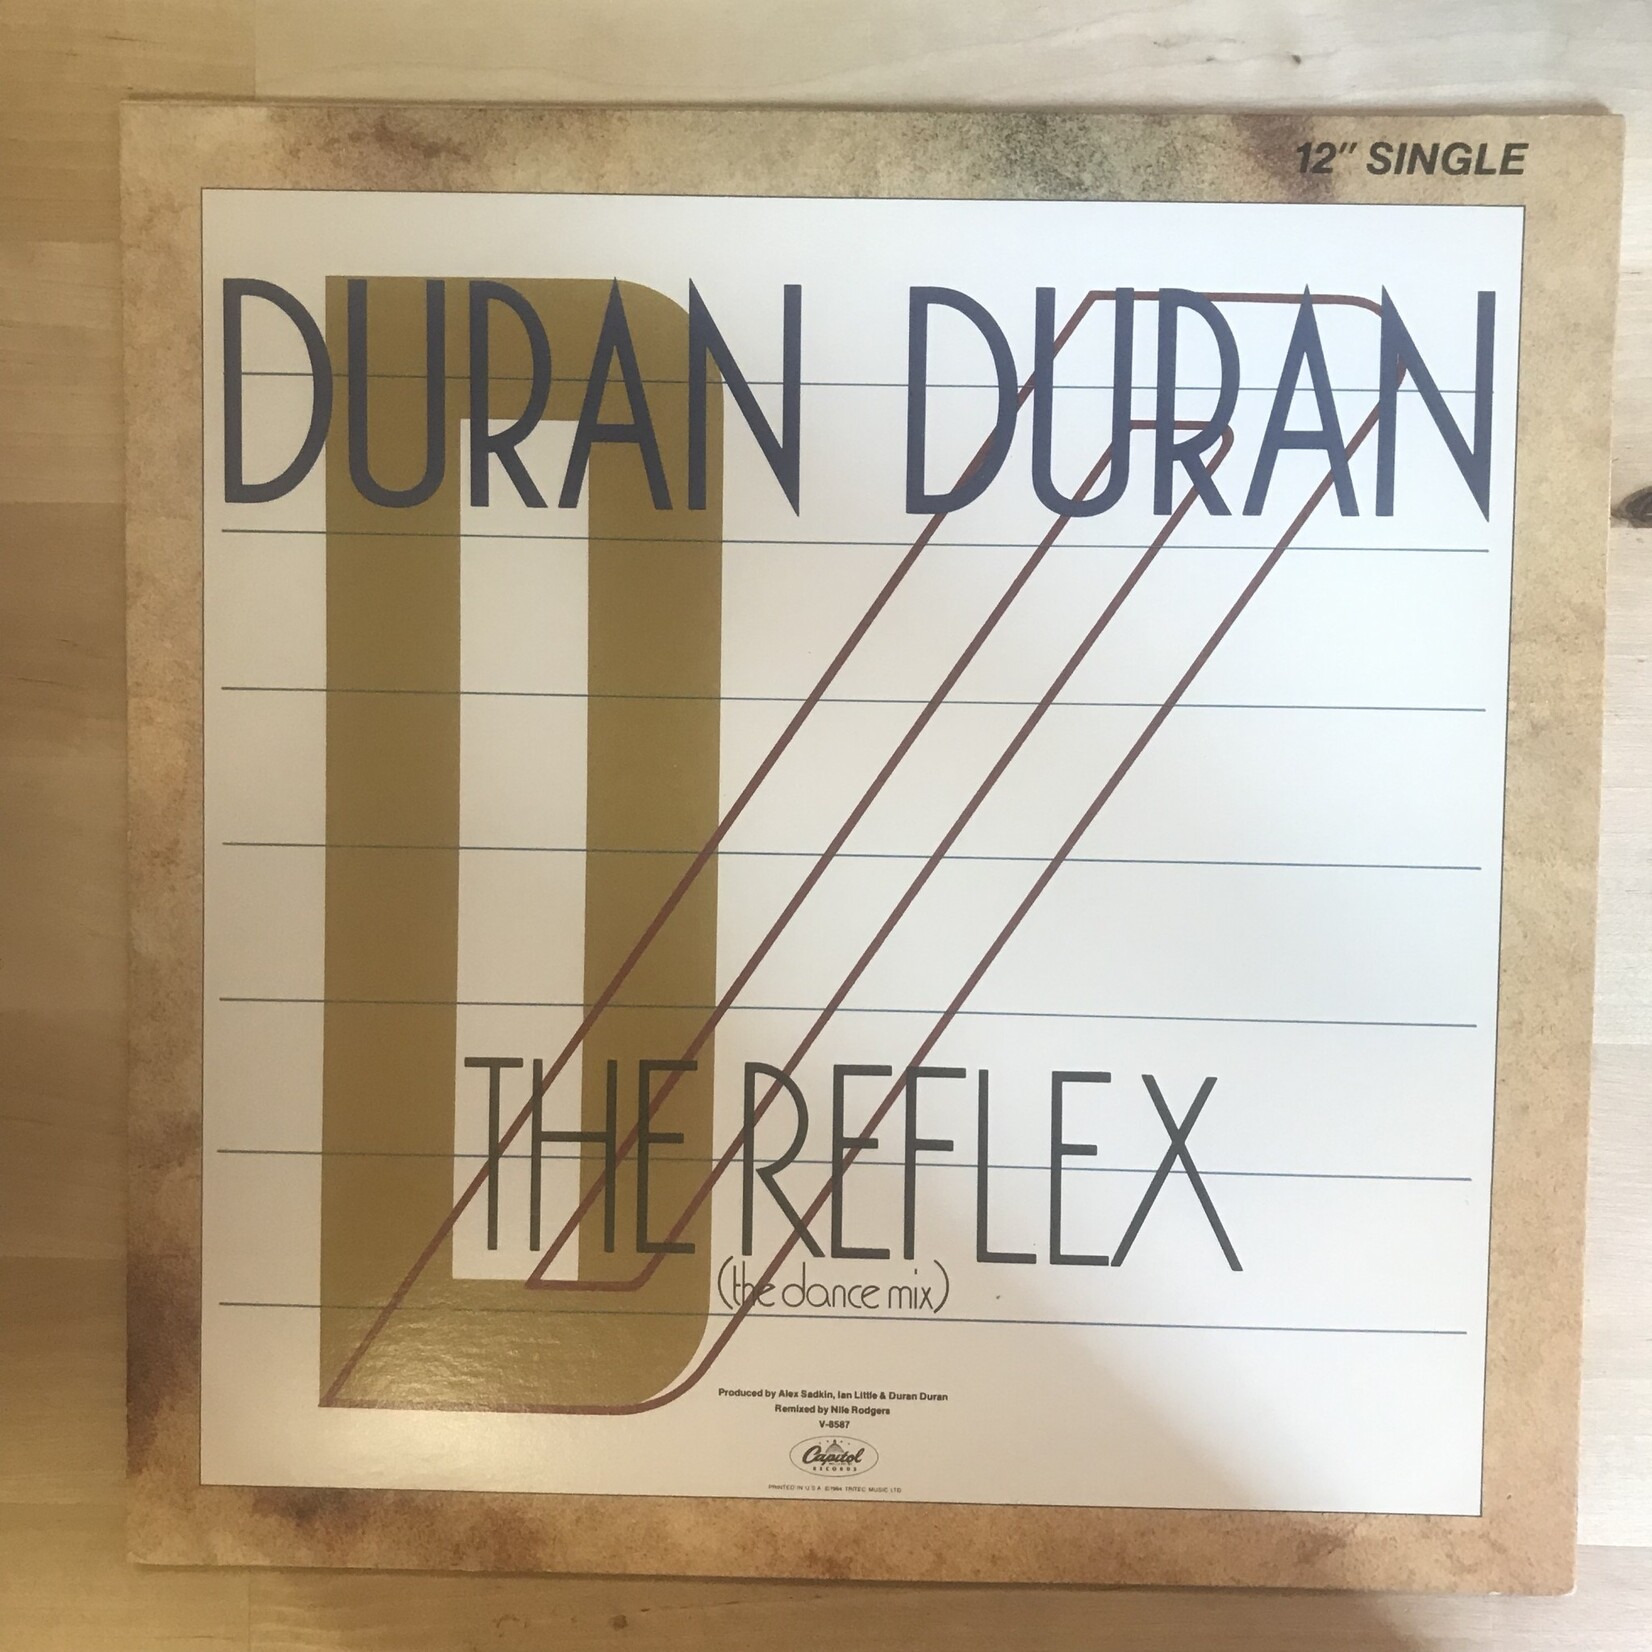 12" SINGLE
DURAN DURAN
THE REFLEX
(the dance mix)
Produced by Alex Sadkin, Ian Little & Duran Duran
Remixed by Nile Rodgers
V-8587
Capitol
RECORDS
PRINTED IN U.S.A. ©1984 TRITEC MUSIC LTD